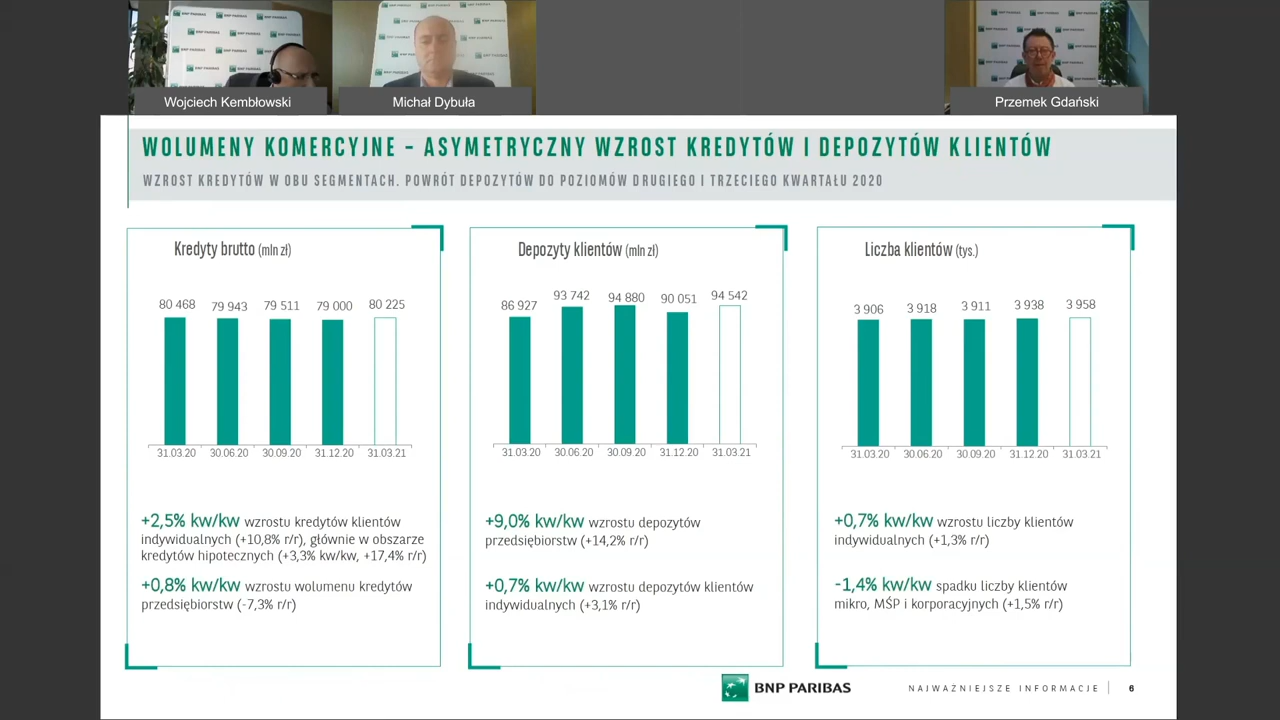 Wojciech Kembłowski
Michał Dybuła
Przemek Gdański
WOLUMENY KOMERCYJNE – ASYMETRYCZNY WZROST KREDYTÓW I DEPOZYTÓW KLIENTÓW
WZROST KREDYTÓW W OBU SEGMENTACH. POWRÓT DEPOZYTÓW DO POZIOMÓW DRUGIEGO I TRZECIEGO KWARTAŁU 2020
Kredyty brutto (mln zł)
80 468 79 943 79 511 79 000 80 225
31.03.20 30.06.20 30.09.20 31.12.20 31.03.21
+2,5% kw/kw wzrostu kredytów klientów
indywidualnych (+10,8% r/r), głównie w obszarze
kredytów hipotecznych (+3,3% kw/kw, +17,4% r/r)
+0,8% kw/kw wzrostu wolumenu kredytów
przedsiębiorstw (-7,3% r/r)
Depozyty klientów (mln zł)
86 927 93 742 94 880 90 051 94 542
31.03.20 30.06.20 30.09.20 31.12.20 31.03.21
+9,0% kw/kw wzrostu depozytów
przedsiębiorstw (+14,2% r/r)
+0,7% kw/kw wzrostu depozytów klientów
indywidualnych (+3,1% r/r)
Liczba klientów (tys.)
3 906 3 918 3 911 3 938 3 958
31.03.20 30.06.20 30.09.20 31.12.20 31.03.21
+0,7% kw/kw wzrostu liczby klientów
indywidualnych (+1,3% r/r)
-1,4% kw/kw spadku liczby klientów
mikro, MŚP i korporacyjnych (+1,5% r/r)
BNP PARIBAS
NAJWAŻNIEJSZE INFORMACJE | 6